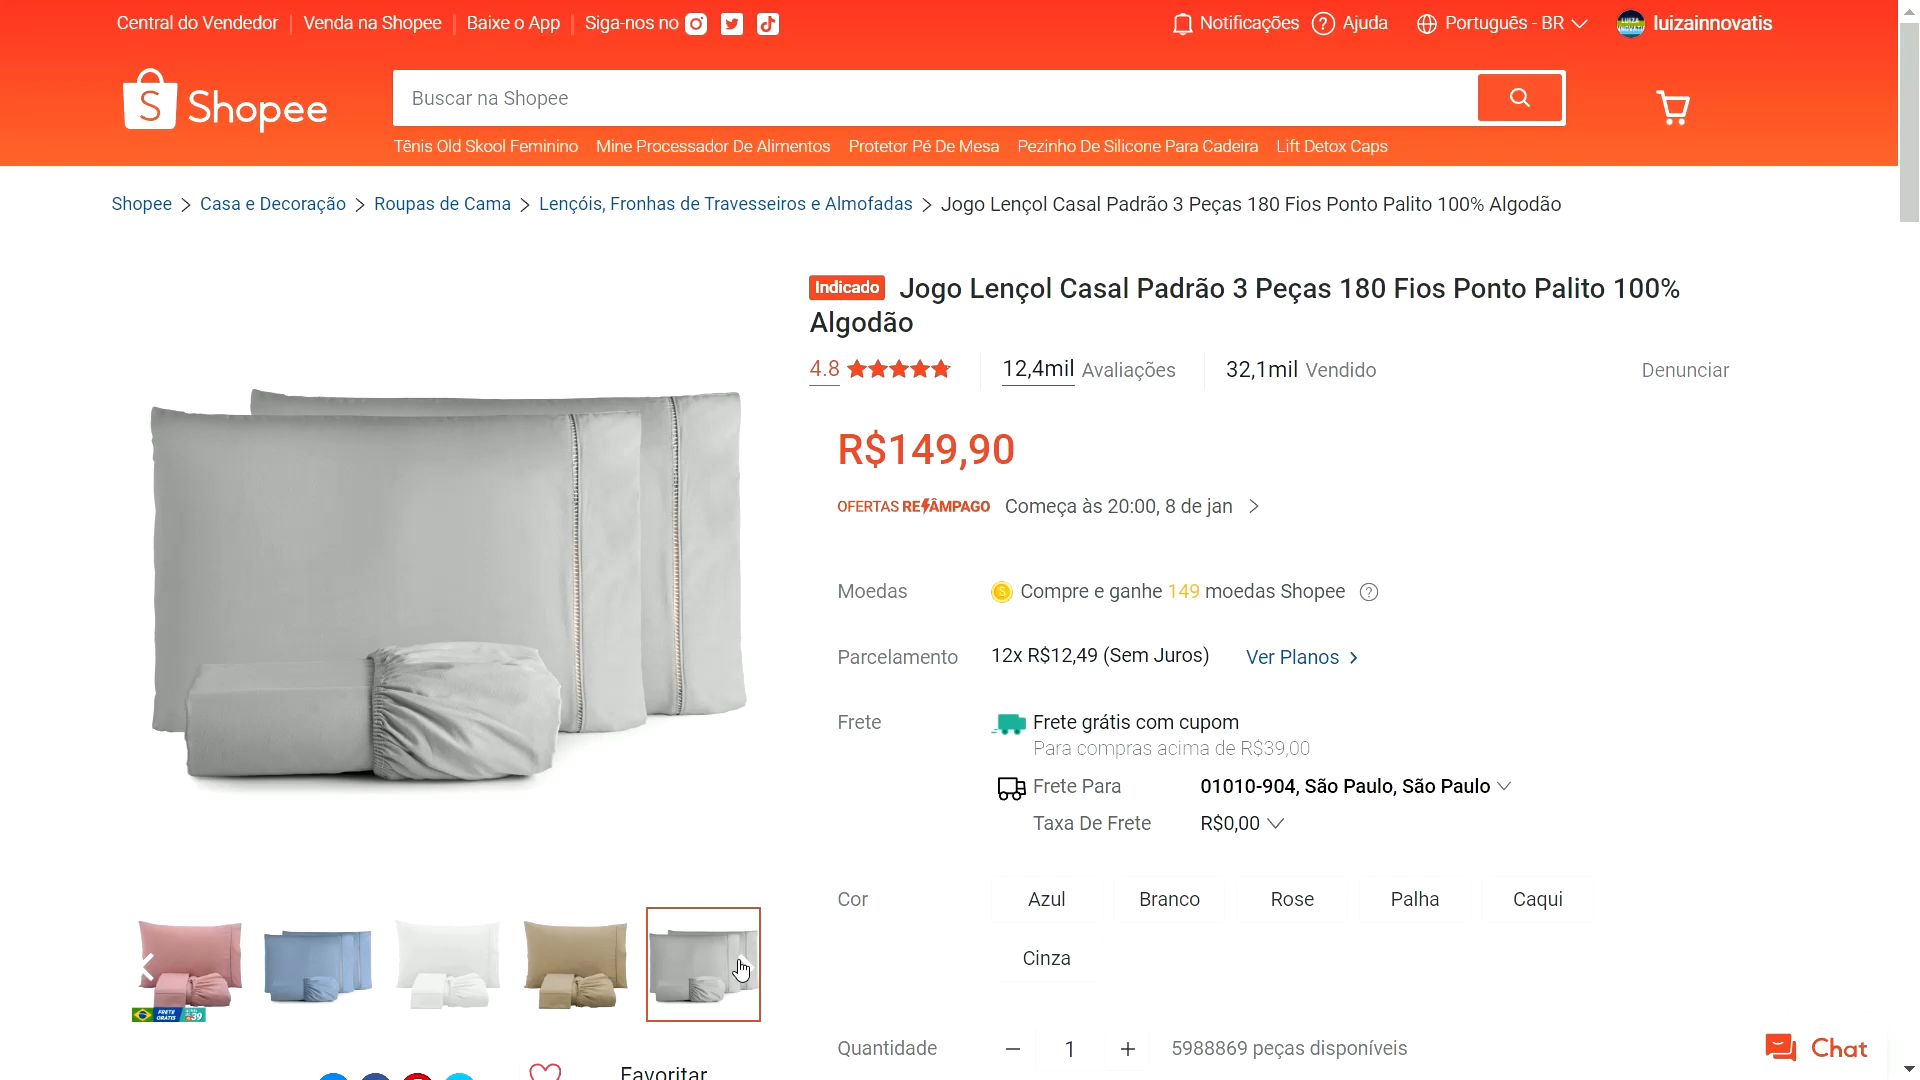 Central do Vendedor
Venda na Shopee
Baixe o App
Siga-nos no
Notificações
Ajuda
Português - BR
luizainnovatis
Shopee
Buscar na Shopee
Tênis Old Skool Feminino
Mine Processador De Alimentos
Protetor Pé De Mesa
Pezinho De Silicone Para Cadeira
Lift Detox Caps
Shopee > Casa e Decoração > Roupas de Cama > Lençóis, Fronhas de Travesseiros e Almofadas > Jogo Lençol Casal Padrão 3 Peças 180 Fios Ponto Palito 100% Algodão
Indicado Jogo Lençol Casal Padrão 3 Peças 180 Fios Ponto Palito 100%
Algodão
4.8
12,4mil Avaliações
32,1mil Vendido
Denunciar
R$149,90
OFERTAS RELÂMPAGO Começa às 20:00, 8 de jan >
Moedas
Compre e ganhe 149 moedas Shopee
Parcelamento
12x R$12,49 (Sem Juros)
Ver Planos >
Frete
Frete grátis com cupom
Para compras acima de R$39,00
Frete Para
01010-904, São Paulo, São Paulo
Taxa De Frete
R$0,00
Cor
Azul
Branco
Rose
Palha
Caqui
Cinza
FRETE
GRÁTIS
39
Quantidade
− 1 +
5988869 peças disponíveis
Favoritar
Chat